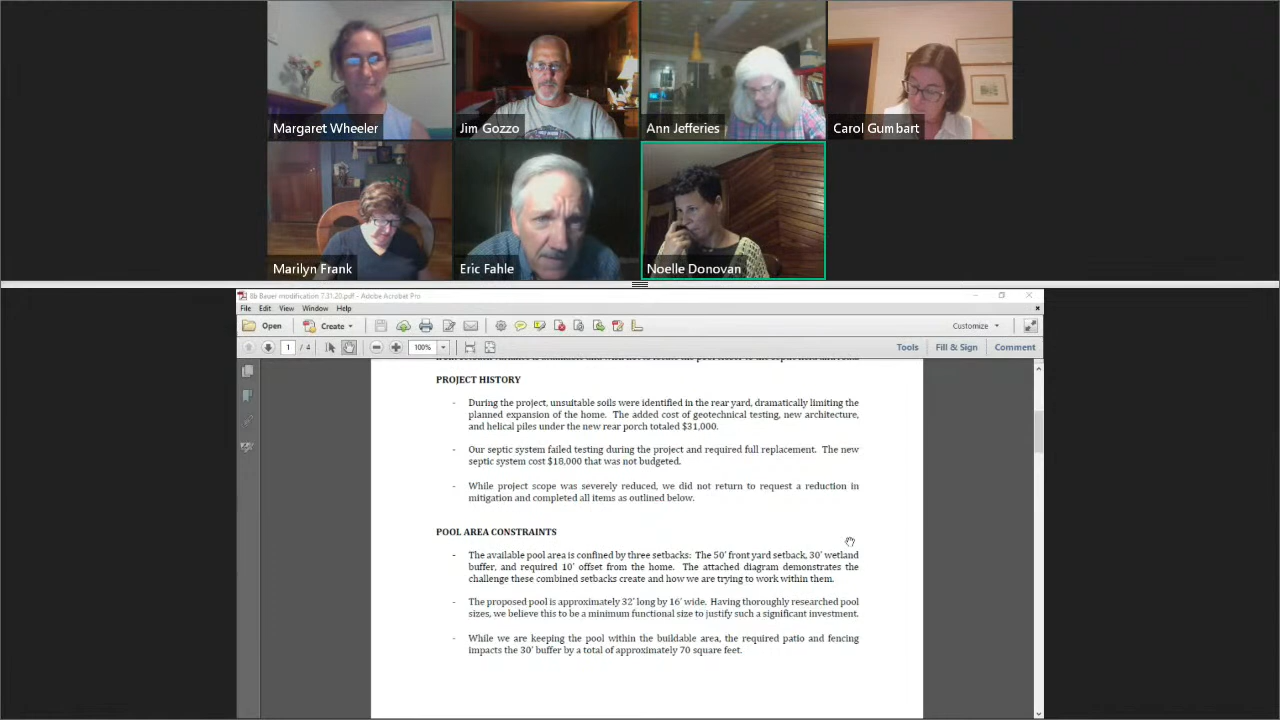 Margaret Wheeler
Jim Gozzo
Ann Jefferies
Carol Gumbart
Marilyn Frank
Eric Fahle
Noelle Donovan
8b Bauer modification 7.31.20.pdf - Adobe Acrobat Pro
File Edit View Window Help
Open Create Customize
1 / 4 100% Tools Fill & Sign Comment
PROJECT HISTORY
- During the project, unsuitable soils were identified in the rear yard, dramatically limiting the
planned expansion of the home. The added cost of geotechnical testing, new architecture,
and helical piles under the new rear porch totaled $31,000.
- Our septic system failed testing during the project and required full replacement. The new
septic system cost $18,000 that was not budgeted.
- While project scope was severely reduced, we did not return to request a reduction in
mitigation and completed all items as outlined below.
POOL AREA CONSTRAINTS
- The available pool area is confined by three setbacks: The 50' front yard setback, 30' wetland
buffer, and required 10' offset from the home. The attached diagram demonstrates the
challenge these combined setbacks create and how we are trying to work within them.
- The proposed pool is approximately 32' long by 16' wide. Having thoroughly researched pool
sizes, we believe this to be a minimum functional size to justify such a significant investment.
- While we are keeping the pool within the buildable area, the required patio and fencing
impacts the 30' buffer by a total of approximately 70 square feet.